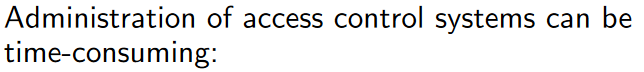 Administration of access control systems can be
time-consuming: